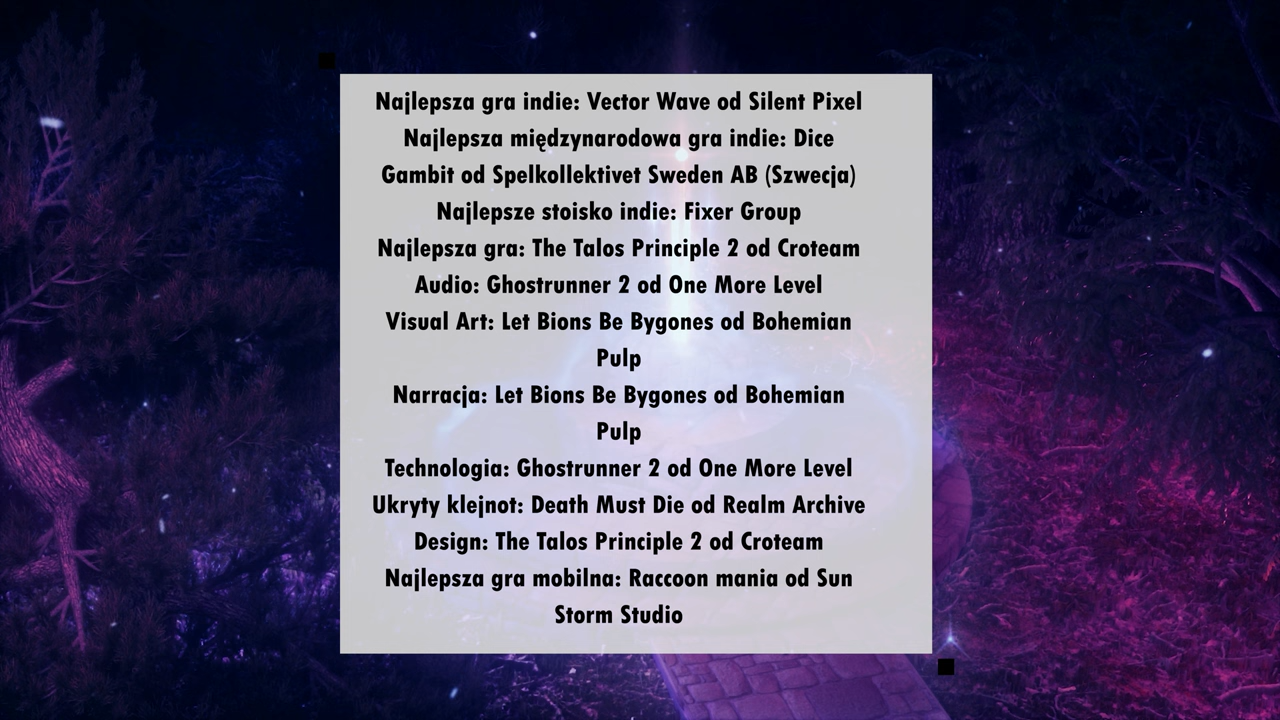 Najlepsza gra indie: Vector Wave od Silent Pixel
Najlepsza międzynarodowa gra indie: Dice
Gambit od Spelkollektivet Sweden AB (Szwecja)
Najlepsze stoisko indie: Fixer Group
Najlepsza gra: The Talos Principle 2 od Croteam
Audio: Ghostrunner 2 od One More Level
Visual Art: Let Bions Be Bygones od Bohemian
Pulp
Narracja: Let Bions Be Bygones od Bohemian
Pulp
Technologia: Ghostrunner 2 od One More Level
Ukryty klejnot: Death Must Die od Realm Archive
Design: The Talos Principle 2 od Croteam
Najlepsza gra mobilna: Raccoon mania od Sun
Storm Studio